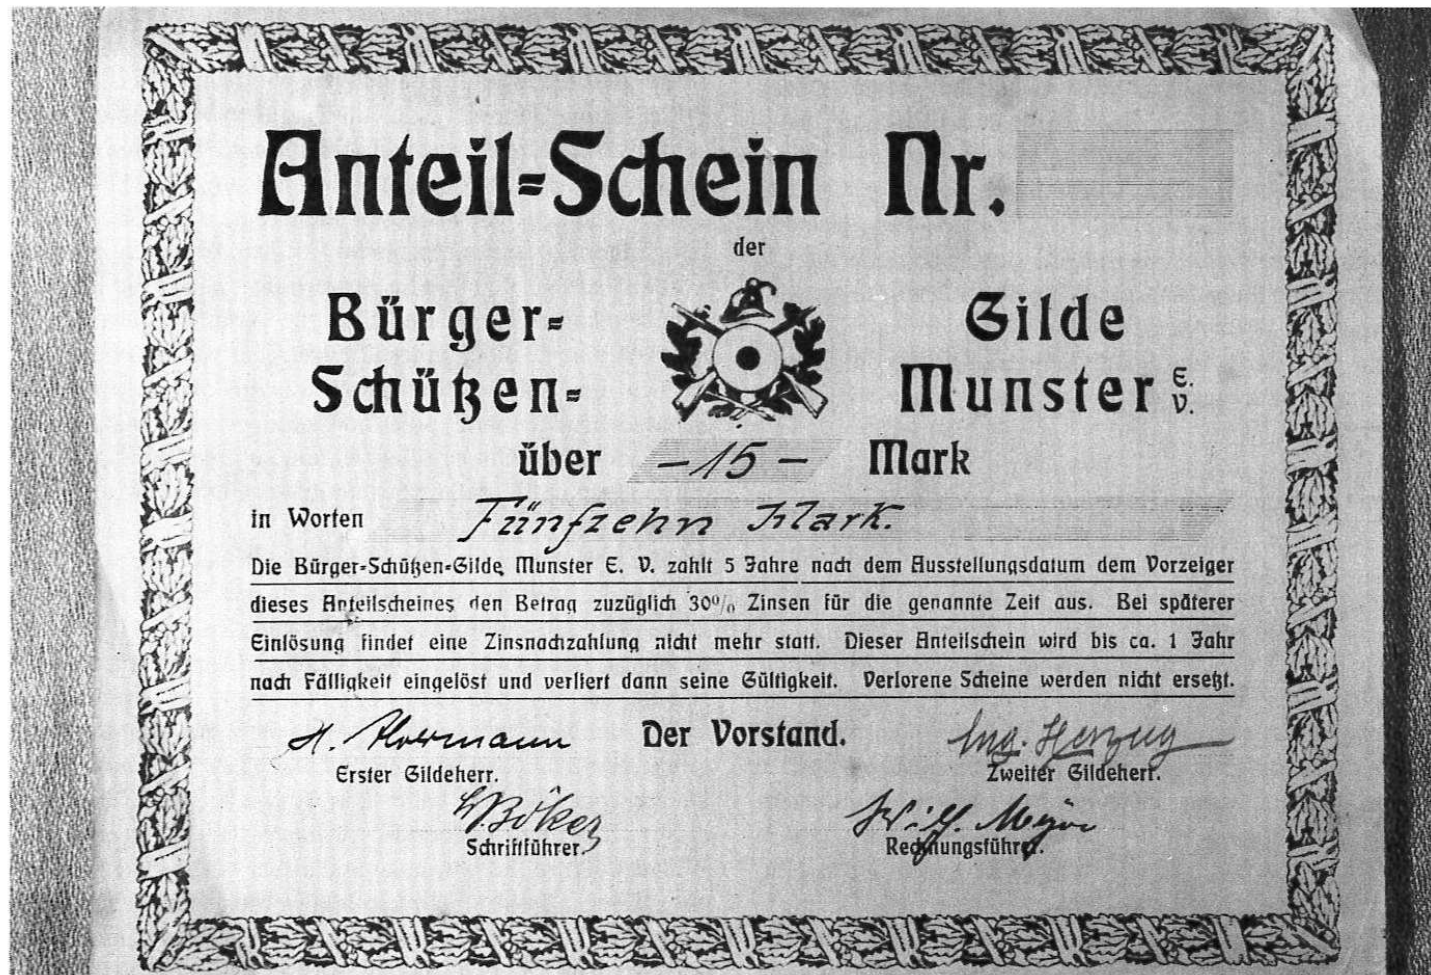 Anteil=Schein Nr.
der
Bürger= Gilde
Schützen= Munster E. V.
über -15- Mark
in Worten Fünfzehn Mark.
Die Bürger=Schützen=Gilde Munster E. V. zahlt 5 Jahre nach dem Ausstellungsdatum dem Vorzeiger
dieses Anteilscheines den Betrag zuzüglich 30% Zinsen für die genannte Zeit aus. Bei späterer
Einlösung findet eine Zinsnachzahlung nicht mehr statt. Dieser Anteilschein wird bis ca. 1 Jahr
nach Fälligkeit eingelöst und verliert dann seine Gültigkeit. Verlorene Scheine werden nicht ersetzt.
H. Der Vorstand. Ing. Herzog
Erster Gildeherr. Zweiter Gildeherr.
Böker Meyer
Schriftführer. Rechnungsführer.